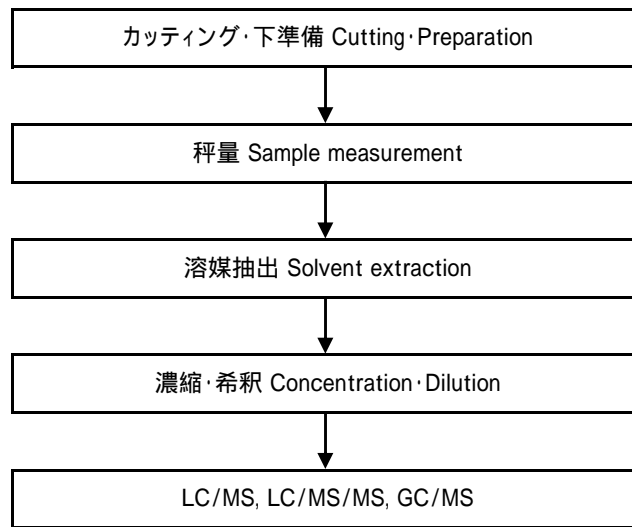 カッティング･下準備 Cutting･Preparation
秤量 Sample measurement
溶媒抽出 Solvent extraction
濃縮･希釈 Concentration･Dilution
LC/MS, LC/MS/MS, GC/MS